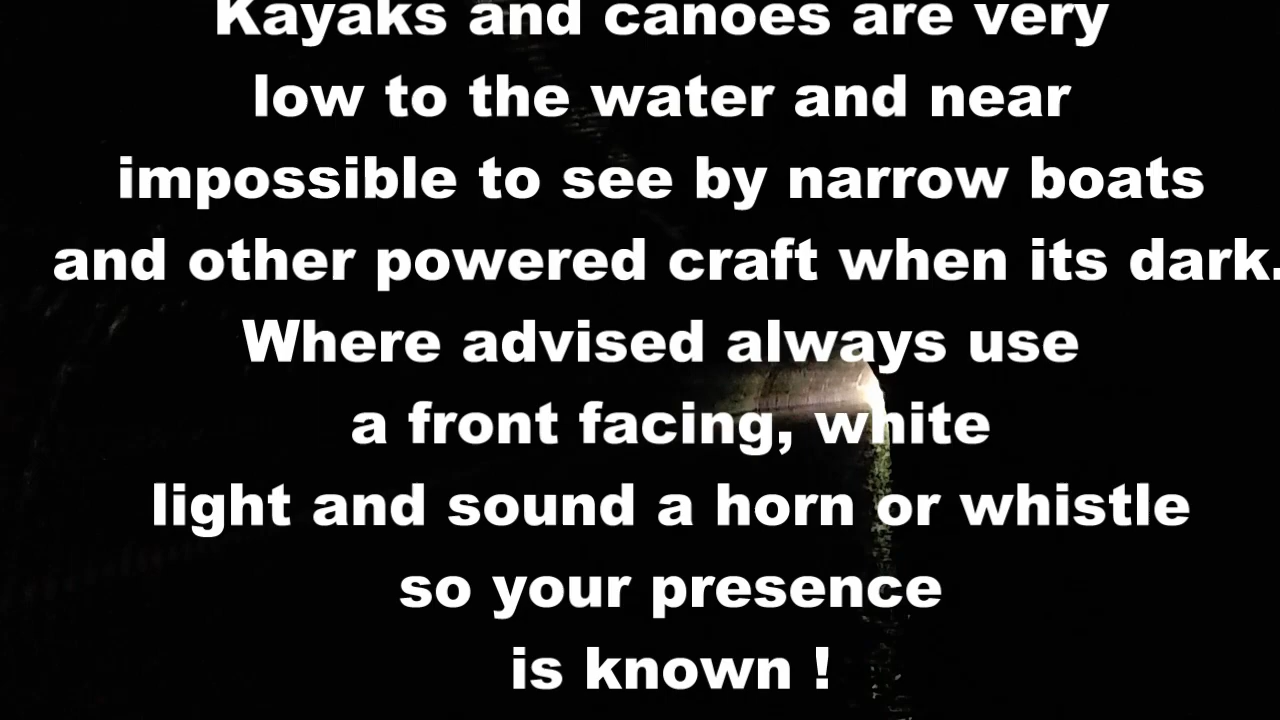 Kayaks and canoes are very
low to the water and near
impossible to see by narrow boats
and other powered craft when its dark.
Where advised always use
a front facing, white
light and sound a horn or whistle
so your presence
is known !